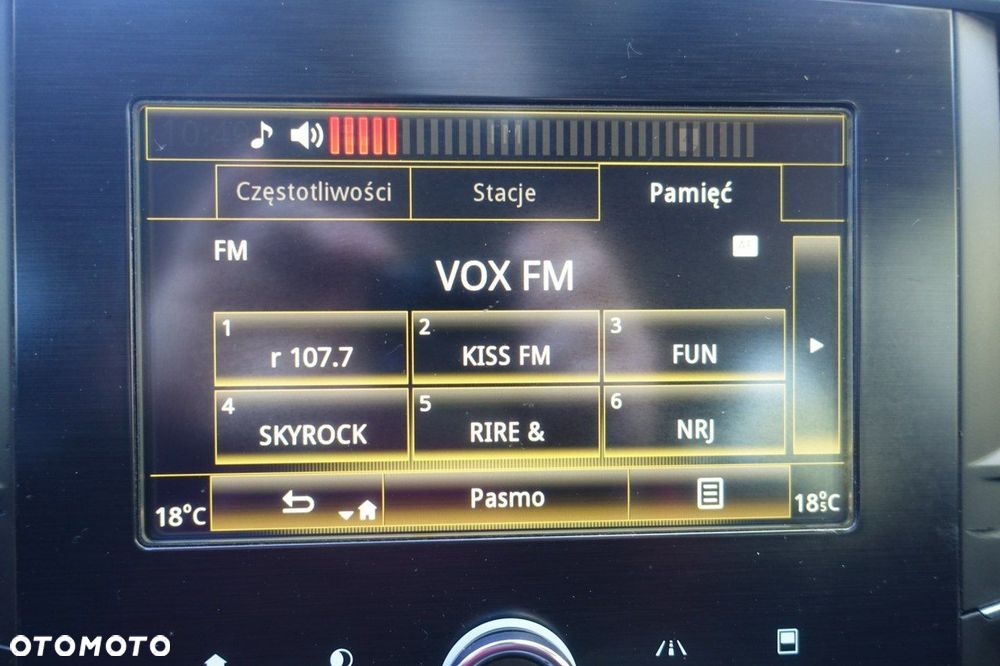 Częstotliwości Stacje Pamięć
FM
VOX FM
1 2 3
r 107.7 KISS FM FUN
4 5 6
SKYROCK RIRE & NRJ
18°C Pasmo 18°5C
OTOMOTO